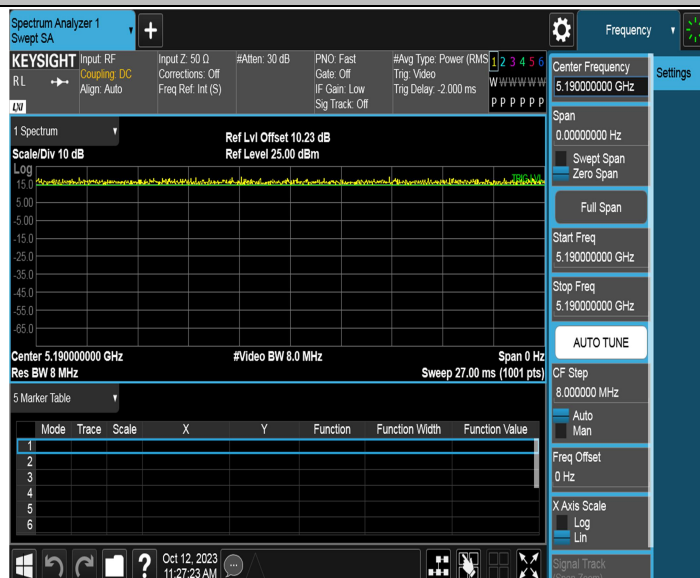 Spectrum Analyzer 1
Swept SA
+
Frequency
KEYSIGHT
R L
LXI
Input: RF
Coupling: DC
Align: Auto
Input Z: 50 Ω
Corrections: Off
Freq Ref: Int (S)
#Atten: 30 dB
PNO: Fast
Gate: Off
IF Gain: Low
Sig Track: Off
#Avg Type: Power (RMS
Trig: Video
Trig Delay: -2.000 ms
1 2 3 4 5 6
W W W W W W
P P P P P P
Center Frequency
5.190000000 GHz
Settings
Span
0.00000000 Hz
Swept Span
Zero Span
Full Span
Start Freq
5.190000000 GHz
Stop Freq
5.190000000 GHz
AUTO TUNE
CF Step
8.000000 MHz
Auto
Man
Freq Offset
0 Hz
X Axis Scale
Log
Lin
Signal Track
1 Spectrum
Scale/Div 10 dB
Ref Lvl Offset 10.23 dB
Ref Level 25.00 dBm
Log
TRIG LVL
15.0
5.00
-5.00
-15.0
-25.0
-35.0
-45.0
-55.0
-65.0
Center 5.190000000 GHz
#Video BW 8.0 MHz
Span 0 Hz
Res BW 8 MHz
Sweep 27.00 ms (1001 pts)
5 Marker Table
Mode Trace Scale X Y Function Function Width Function Value
1
2
3
4
5
6
?
Oct 12, 2023
11:27:23 AM